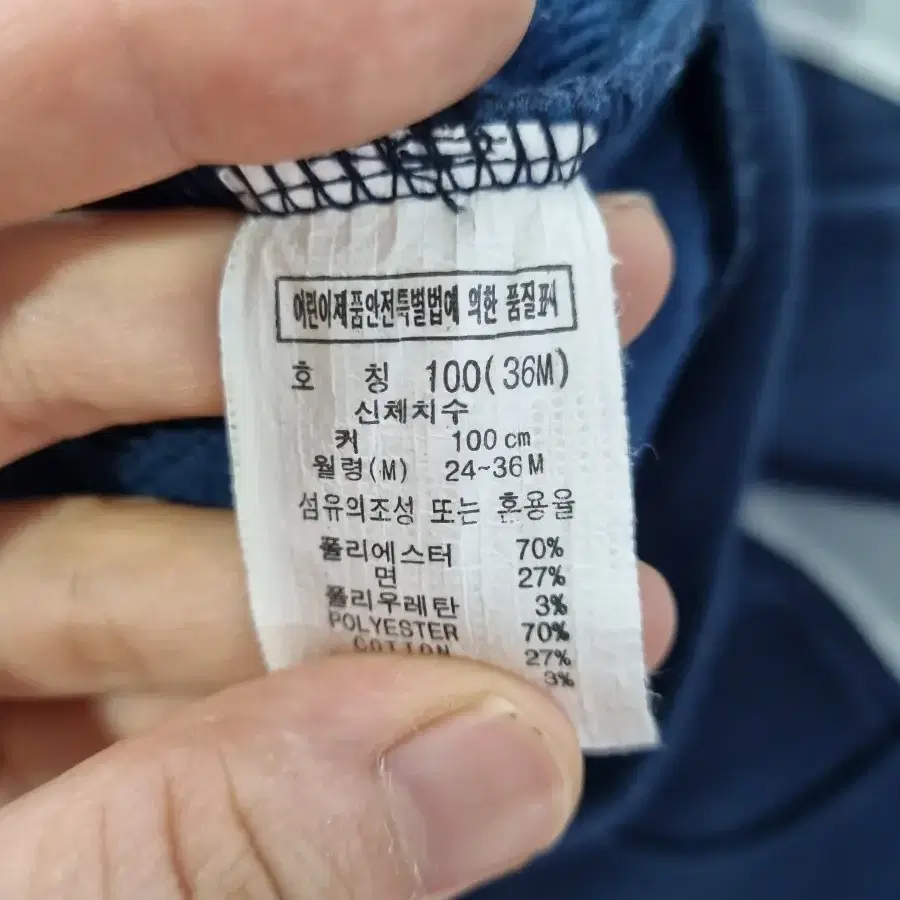 어린이제품안전특별법에 의한 품질표시
호 칭 100(36M)
신체치수
커 100cm
월령(M) 24~36M
섬유의조성 또는 혼용율
폴리에스터 70%
면 27%
폴리우레탄 3%
POLYESTER 70%
COTTON 27%
3%